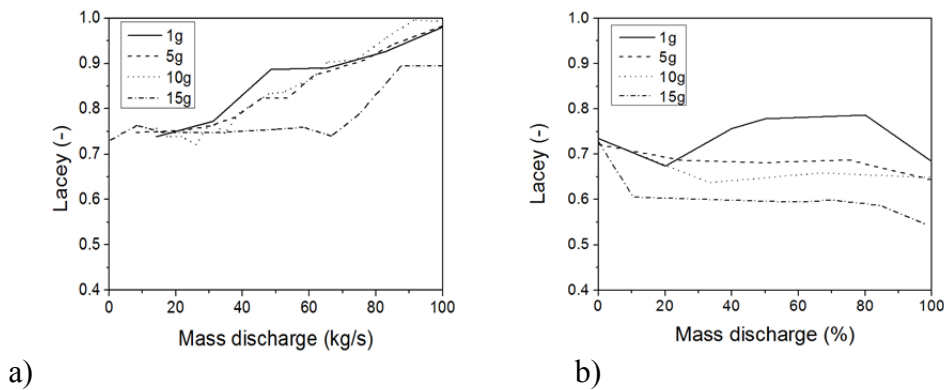 1.0
0.9
0.8
0.7
0.6
0.5
0.4
Lacey (-)
1g
5g
10g
15g
0 20 40 60 80 100
Mass discharge (kg/s)
a)
1.0
0.9
0.8
0.7
0.6
0.5
0.4
Lacey (-)
1g
5g
10g
15g
0 20 40 60 80 100
Mass discharge (%)
b)